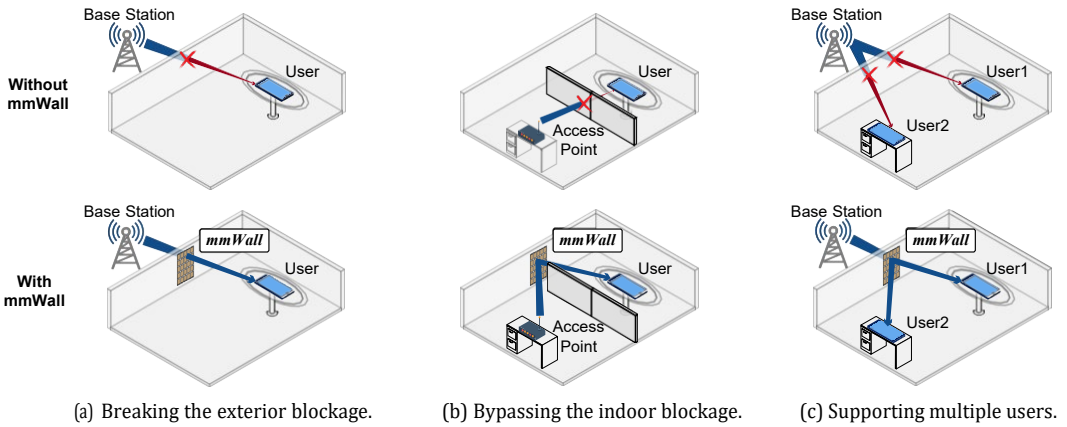 Base Station
User
Without
mmWall
User
Access
Point
Base Station
User1
User2
Base Station
mmWall
User
With
mmWall
mmWall
User
Access
Point
Base Station
mmWall
User1
User2
(a) Breaking the exterior blockage.
(b) Bypassing the indoor blockage.
(c) Supporting multiple users.